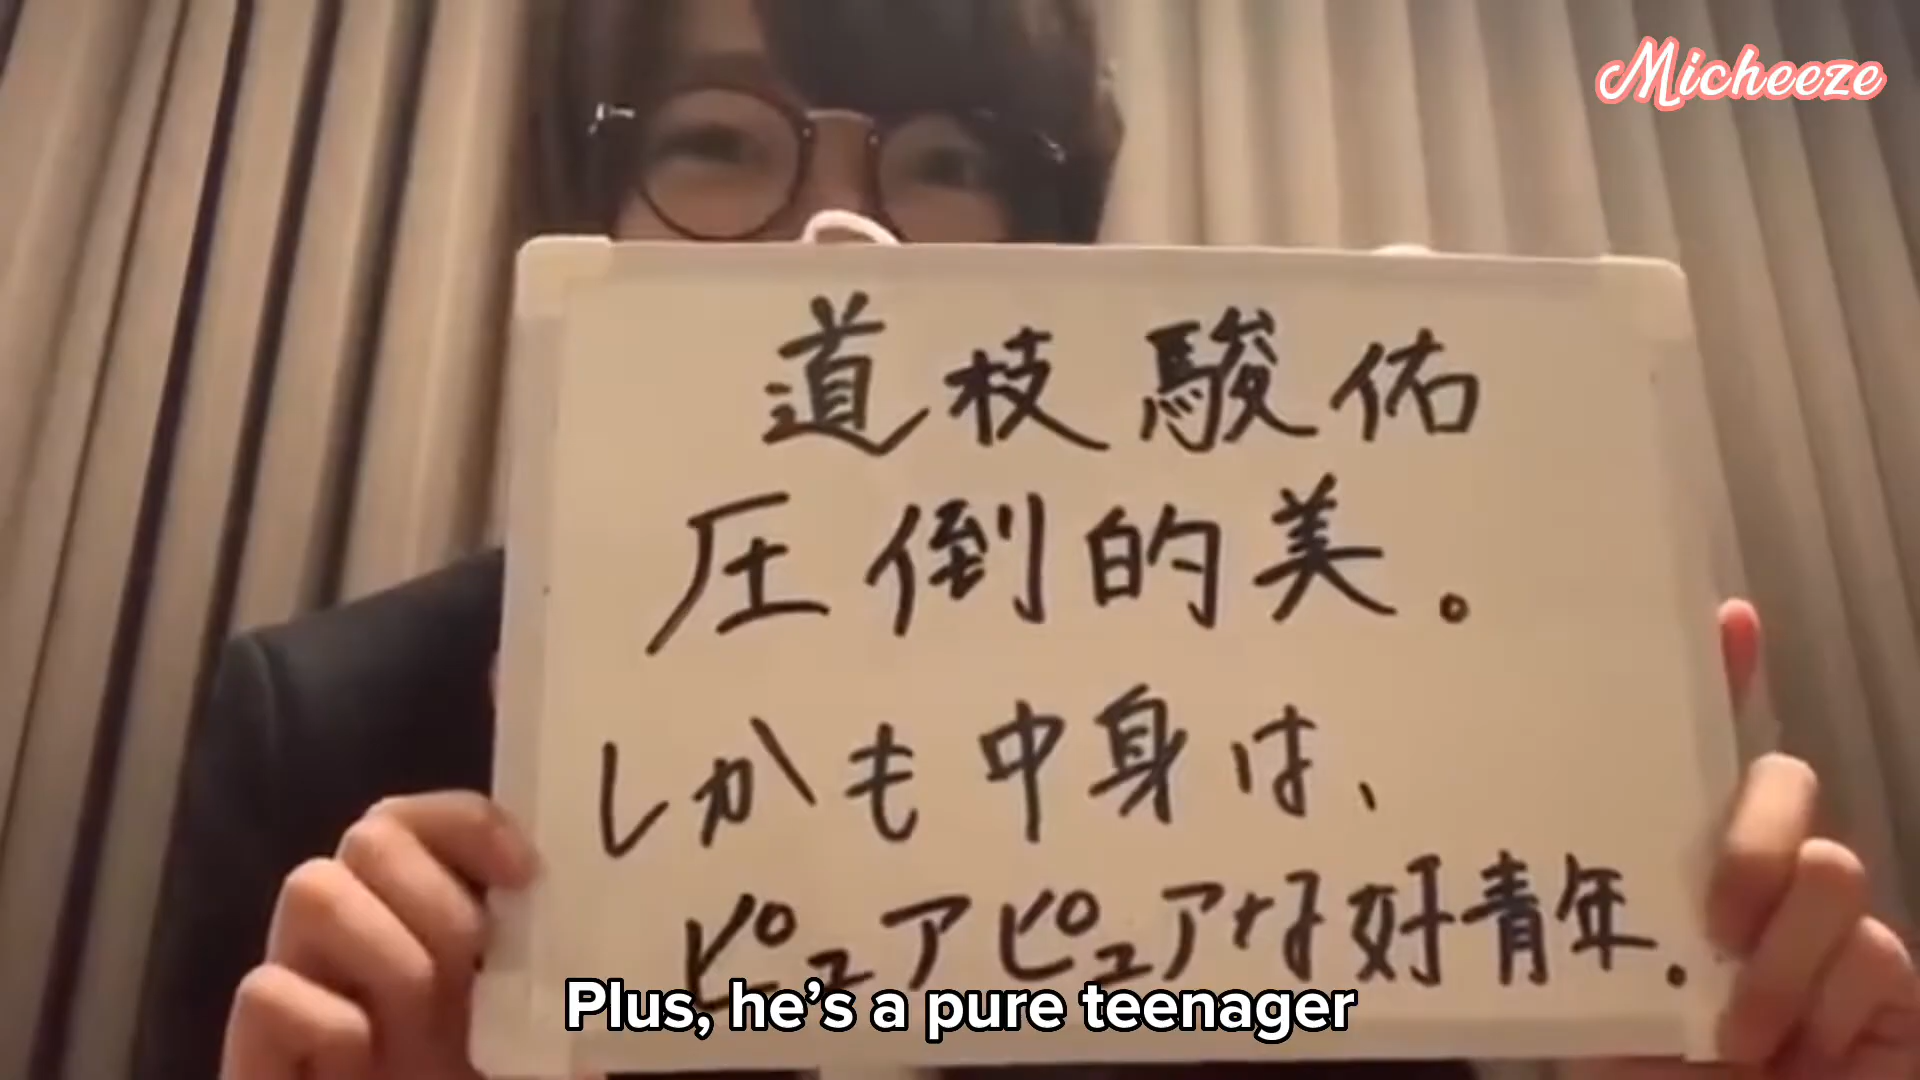 Micheeze
道枝駿佑
圧倒的美。
しかも中身は、
ピュアピュアな好青年。
Plus, he's a pure teenager